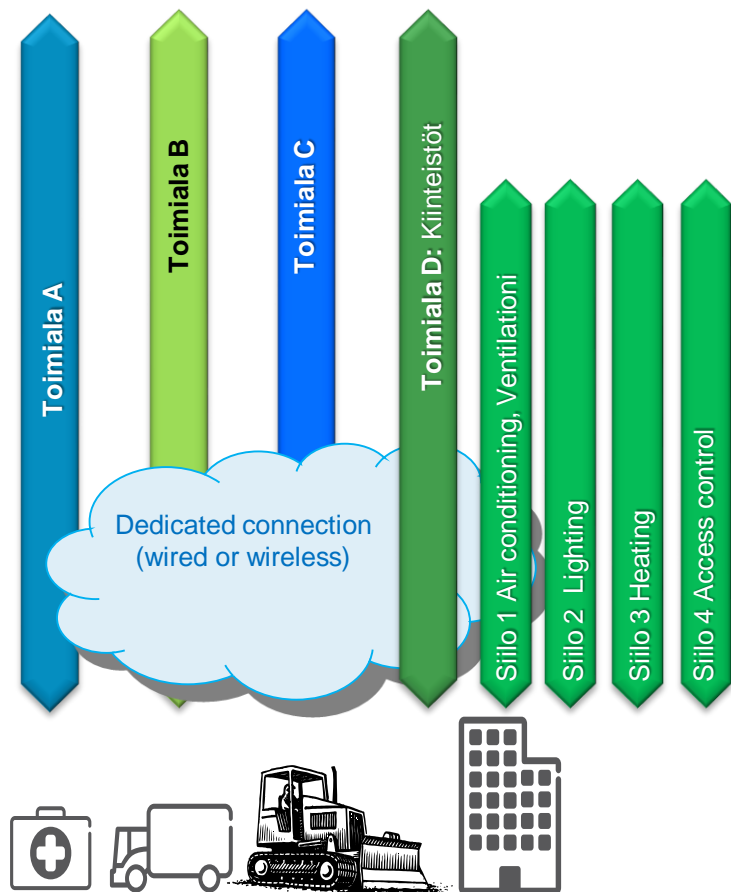 Toimiala A
Toimiala B
Toimiala C
Toimiala D: Kiinteistöt
Siilo 1 Air conditioning, Ventilationi
Siilo 2 Lighting
Siilo 3 Heating
Siilo 4 Access control
Dedicated connection
(wired or wireless)